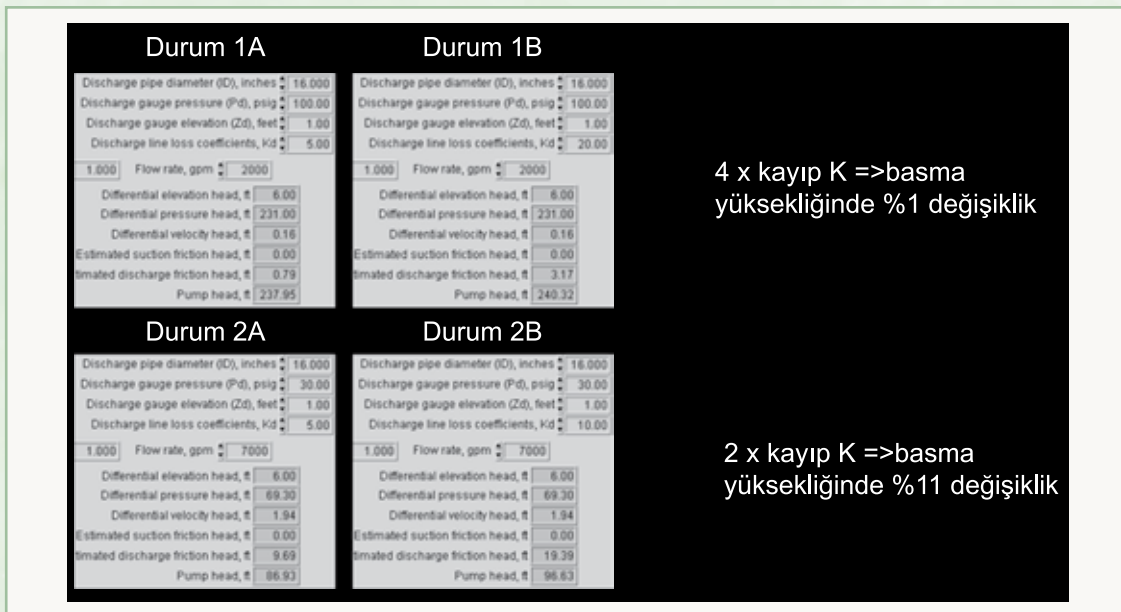 Durum 1A
Discharge pipe diameter (ID), inches 16.000
Discharge gauge pressure (Pd), psig 100.00
Discharge gauge elevation (Zd), feet 1.00
Discharge line loss coefficients, Kd 5.00
1.000 Flow rate, gpm 2000
Differential elevation head, ft 6.00
Differential pressure head, ft 231.00
Differential velocity head, ft 0.16
Estimated suction friction head, ft 0.00
timated discharge friction head, ft 0.79
Pump head, ft 237.95
Durum 1B
Discharge pipe diameter (ID), inches 16.000
Discharge gauge pressure (Pd), psig 100.00
Discharge gauge elevation (Zd), feet 1.00
Discharge line loss coefficients, Kd 20.00
1.000 Flow rate, gpm 2000
Differential elevation head, ft 6.00
Differential pressure head, ft 231.00
Differential velocity head, ft 0.16
Estimated suction friction head, ft 0.00
timated discharge friction head, ft 3.17
Pump head, ft 240.32
4 x kayıp K =>basma
yüksekliğinde %1 değişiklik
Durum 2A
Discharge pipe diameter (ID), inches 16.000
Discharge gauge pressure (Pd), psig 30.00
Discharge gauge elevation (Zd), feet 1.00
Discharge line loss coefficients, Kd 5.00
1.000 Flow rate, gpm 7000
Differential elevation head, ft 6.00
Differential pressure head, ft 69.30
Differential velocity head, ft 1.94
Estimated suction friction head, ft 0.00
timated discharge friction head, ft 9.69
Pump head, ft 86.93
Durum 2B
Discharge pipe diameter (ID), inches 16.000
Discharge gauge pressure (Pd), psig 30.00
Discharge gauge elevation (Zd), feet 1.00
Discharge line loss coefficients, Kd 10.00
1.000 Flow rate, gpm 7000
Differential elevation head, ft 6.00
Differential pressure head, ft 69.30
Differential velocity head, ft 1.94
Estimated suction friction head, ft 0.00
timated discharge friction head, ft 19.39
Pump head, ft 96.63
2 x kayıp K =>basma
yüksekliğinde %11 değişiklik